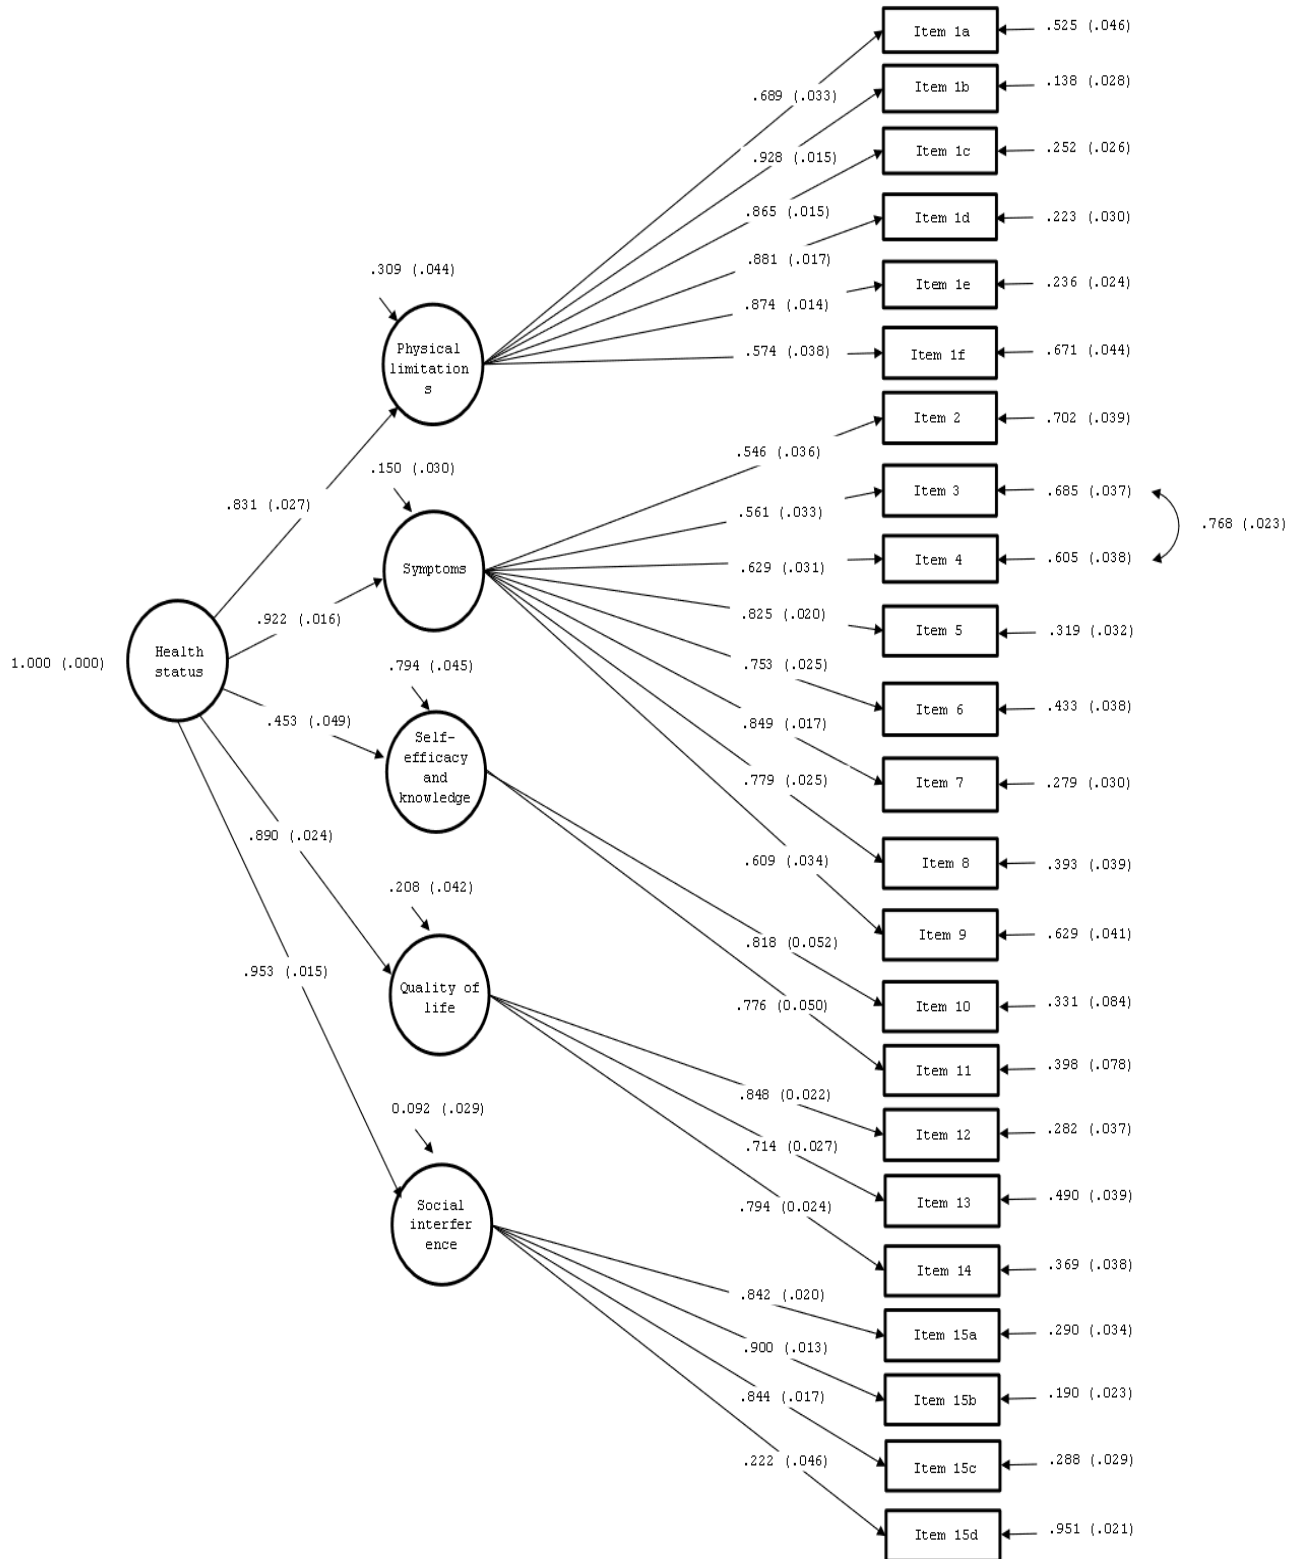 Item 1a
.525 (.046)
Item 1b
.138 (.028)
.689 (.033)
Item 1c
.252 (.026)
.928 (.015)
.865 (.015)
Item 1d
.223 (.030)
.881 (.017)
.309 (.044)
Item 1e
.236 (.024)
.874 (.014)
Physical
limitation
s
.574 (.038)
Item 1f
.671 (.044)
Item 2
.702 (.039)
.546 (.036)
.150 (.030)
Item 3
.685 (.037)
.831 (.027)
.561 (.033)
.768 (.023)
Symptoms
.629 (.031)
Item 4
.605 (.038)
.922 (.016)
.825 (.020)
Item 5
.319 (.032)
1.000 (.000)
Health
status
.794 (.045)
.753 (.025)
.453 (.049)
Item 6
.433 (.038)
.849 (.017)
Self-
efficacy
and
knowledge
.779 (.025)
Item 7
.279 (.030)
.890 (.024)
.609 (.034)
Item 8
.393 (.039)
.208 (.042)
.818 (0.052)
Item 9
.629 (.041)
.953 (.015)
Quality of
life
.776 (0.050)
Item 10
.331 (.084)
Item 11
.398 (.078)
.848 (0.022)
0.092 (.029)
Item 12
.282 (.037)
.714 (0.027)
Item 13
.490 (.039)
.794 (0.024)
Social
interfer
ence
Item 14
.369 (.038)
.842 (.020)
Item 15a
.290 (.034)
.900 (.013)
Item 15b
.190 (.023)
.844 (.017)
Item 15c
.288 (.029)
.222 (.046)
Item 15d
.951 (.021)